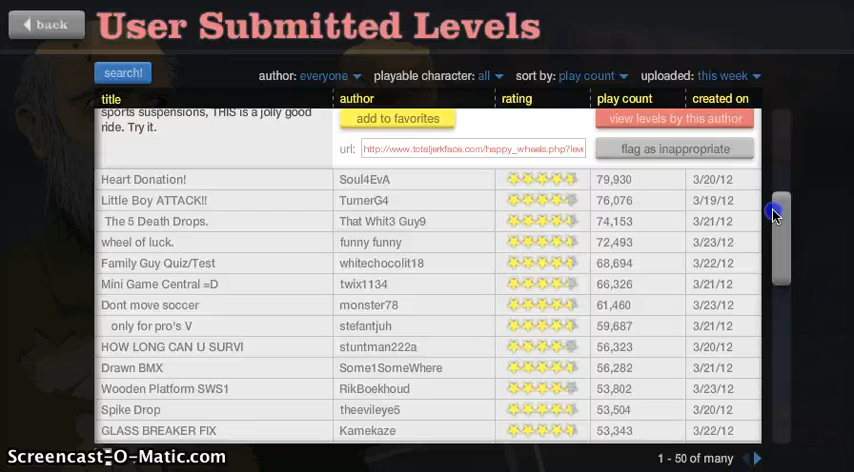 back
User Submitted Levels
search!
author: everyone playable character: all sort by: play count uploaded: this week
title author rating play count created on
sports suspensions, THIS is a jolly good
ride. Try it.
add to favorites
view levels by this author
url: http://www.totaljerkface.com/happy_wheels.php?lev
flag as inappropriate
Heart Donation! Soul4EvA 79,930 3/20/12
Little Boy ATTACK!! TurnerG4 76,076 3/19/12
The 5 Death Drops. That Whit3 Guy9 74,153 3/21/12
wheel of luck. funny funny 72,493 3/23/12
Family Guy Quiz/Test whitechocolit18 68,694 3/22/12
Mini Game Central =D twix1134 66,326 3/21/12
Dont move soccer monster78 61,460 3/23/12
only for pro's V stefantjuh 59,687 3/21/12
HOW LONG CAN U SURVI stuntman222a 56,323 3/20/12
Drawn BMX Some1SomeWhere 56,282 3/21/12
Wooden Platform SWS1 RikBoekhoud 53,802 3/23/12
Spike Drop theevileye5 53,504 3/20/12
GLASS BREAKER FIX Kamekaze 53,343 3/22/12
Screencast-O-Matic.com
1 - 50 of many